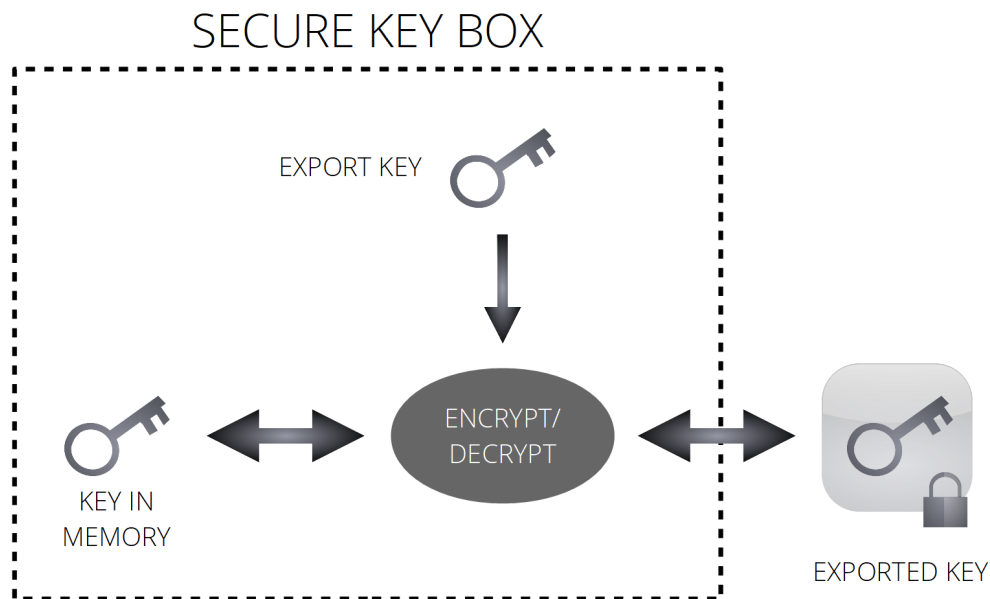 SECURE KEY BOX
EXPORT KEY
ENCRYPT/
DECRYPT
KEY IN
MEMORY
EXPORTED KEY